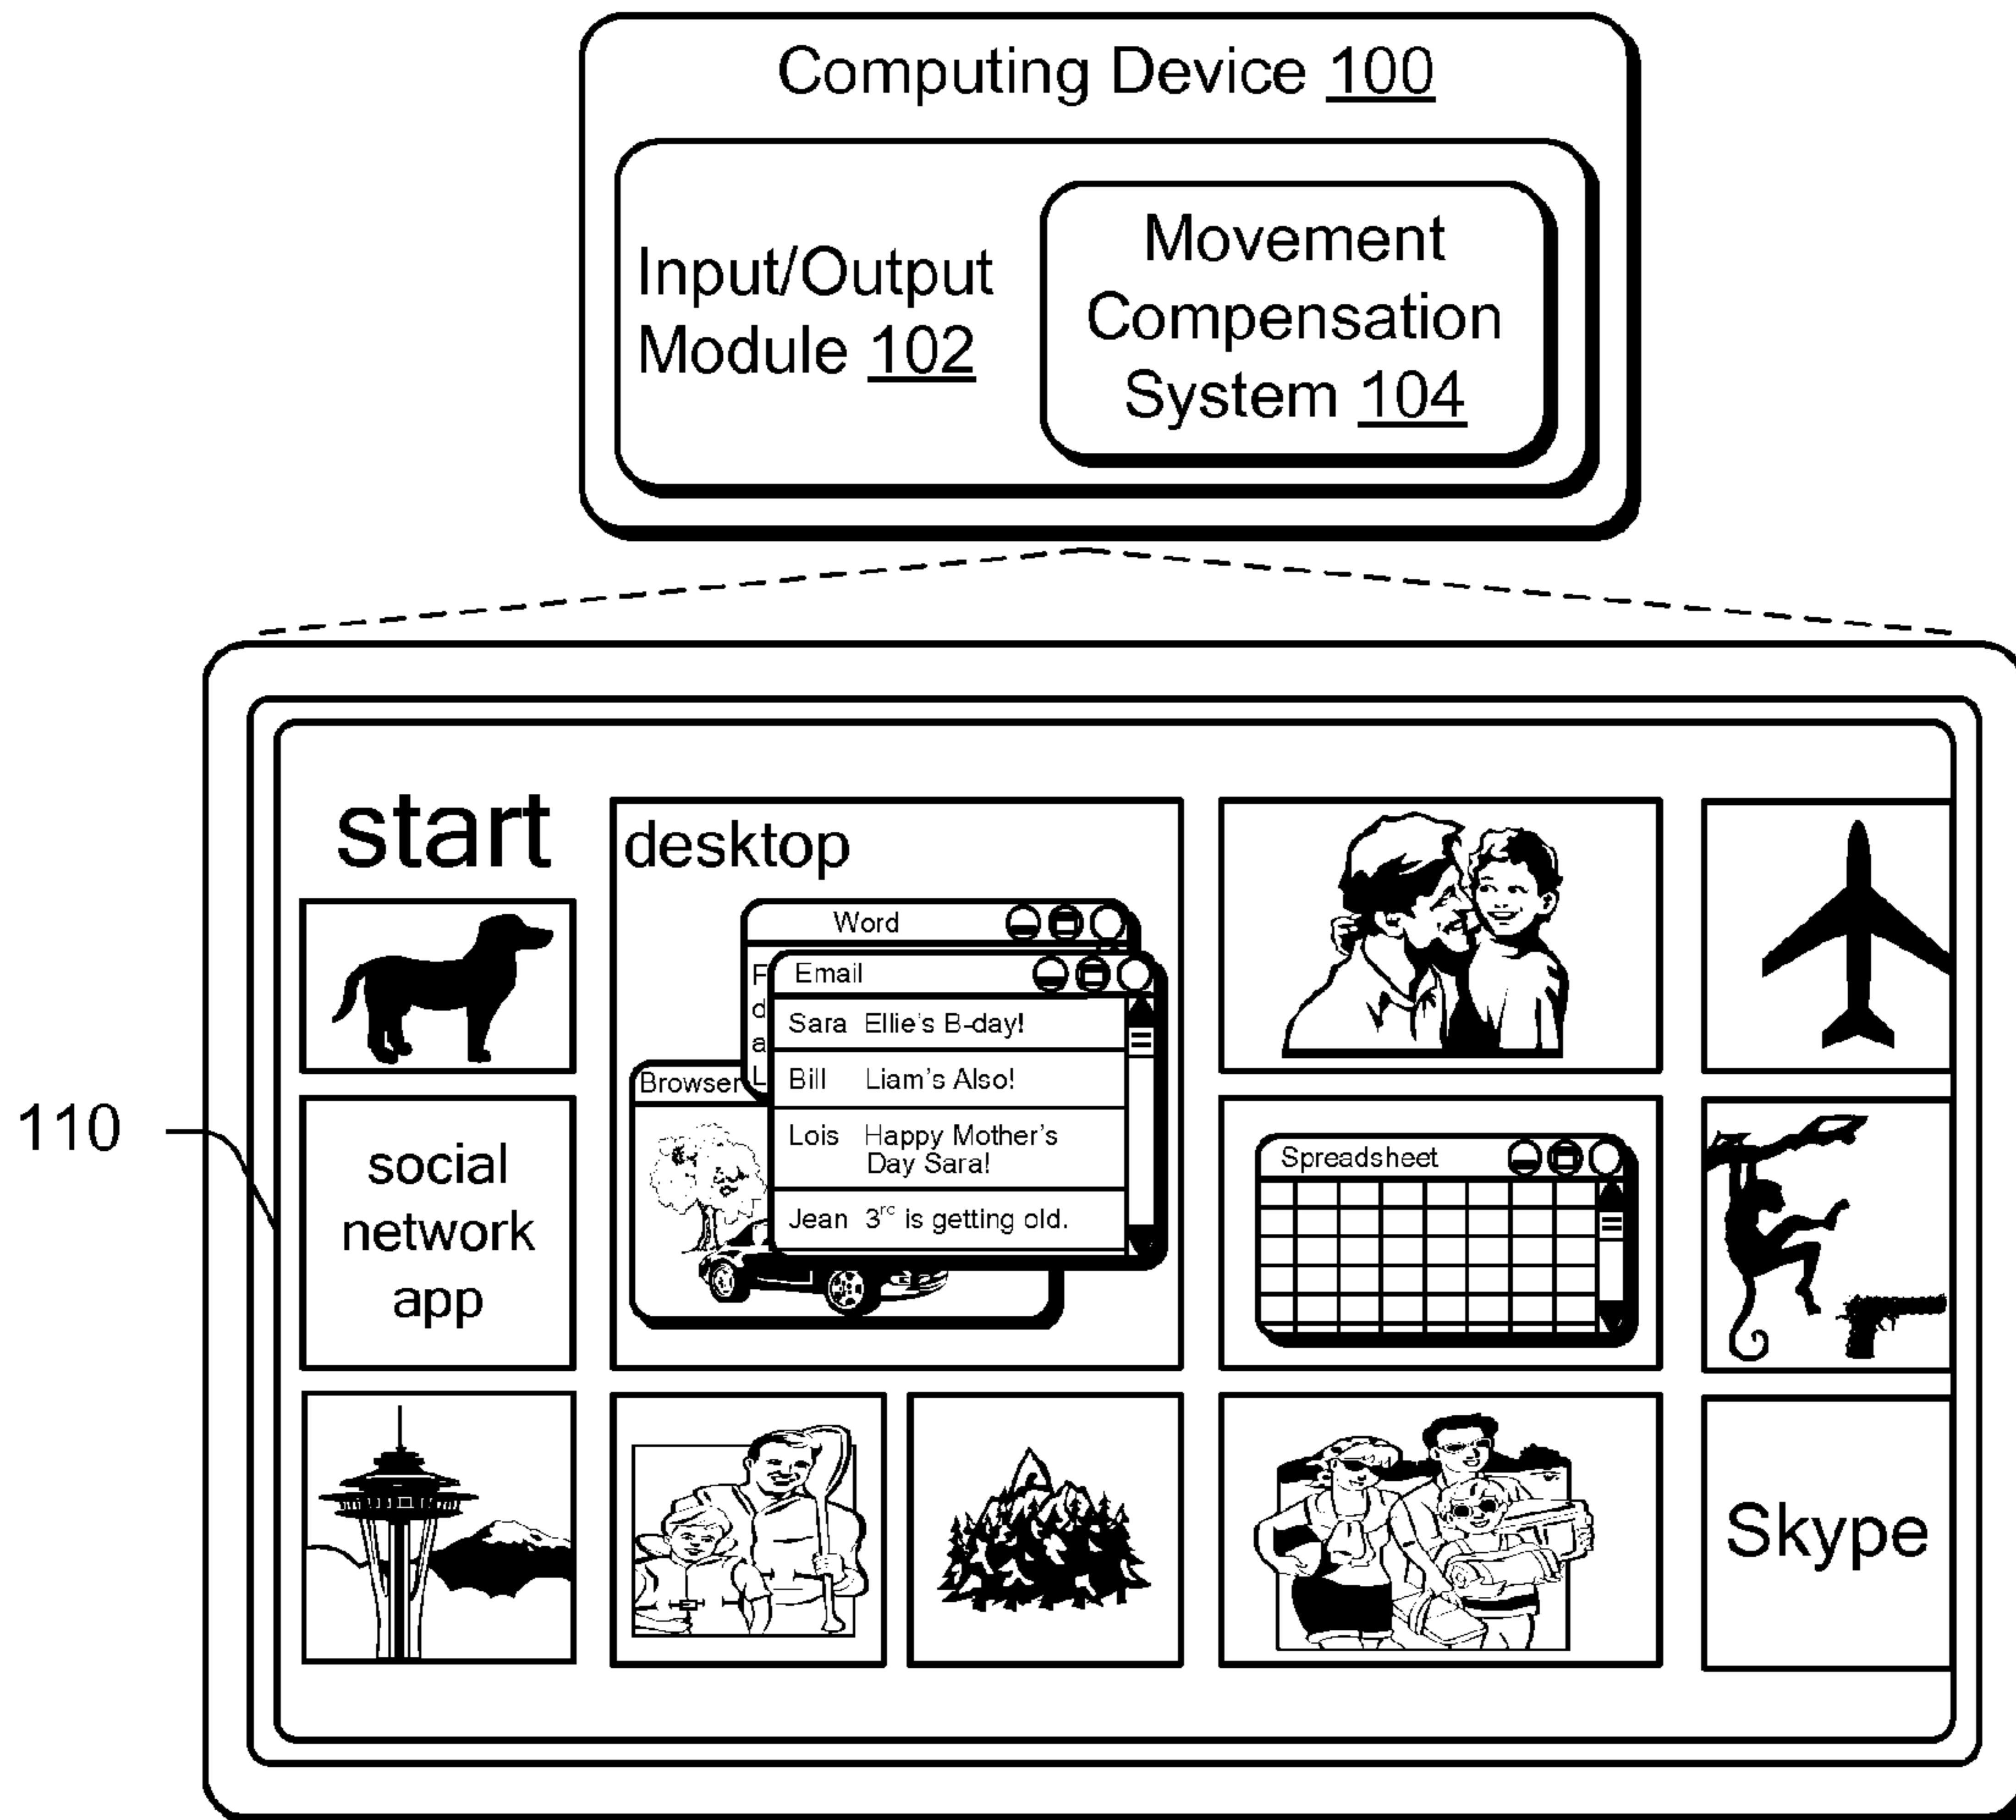 Computing Device 100
Input/Output
Module 102
Movement
Compensation
System 104
110
start
desktop
Word
F
d
a
L
Email
Sara Ellie's B-day!
Bill Liam's Also!
Lois Happy Mother's
Day Sara!
Jean 3rc is getting old.
Browser
social
network
app
Spreadsheet
Skype